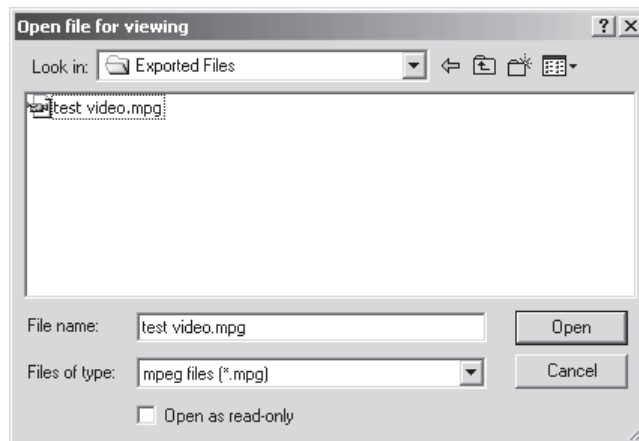 Open file for viewing
Look in: Exported Files
test video.mpg
File name: test video.mpg
Open
Files of type: mpeg files (*.mpg)
Cancel
Open as read-only